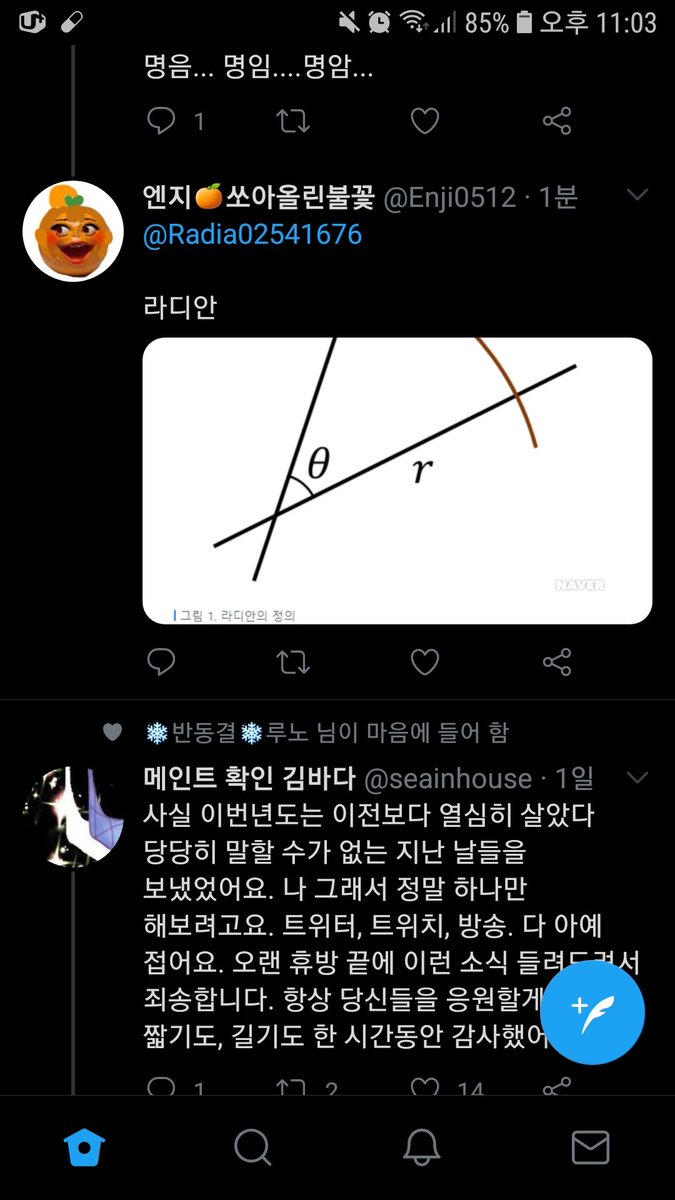 85% 오후 11:03
명음... 명임....명암...
1
엔지🍊쏘아올린불꽃 @Enji0512 · 1분
@Radia02541676
라디안
θ
r
NAVER
그림 1. 라디안의 정의
❄반동결❄루노 님이 마음에 들어 함
메인트 확인 김바다 @seainhouse · 1일
사실 이번년도는 이전보다 열심히 살았다
당당히 말할 수가 없는 지난 날들을
보냈었어요. 나 그래서 정말 하나만
해보려고요. 트위터, 트위치, 방송. 다 아예
접어요. 오랜 휴방 끝에 이런 소식 들려드려서
죄송합니다. 항상 당신들을 응원할게
짧기도, 길기도 한 시간동안 감사했어
1 2 14